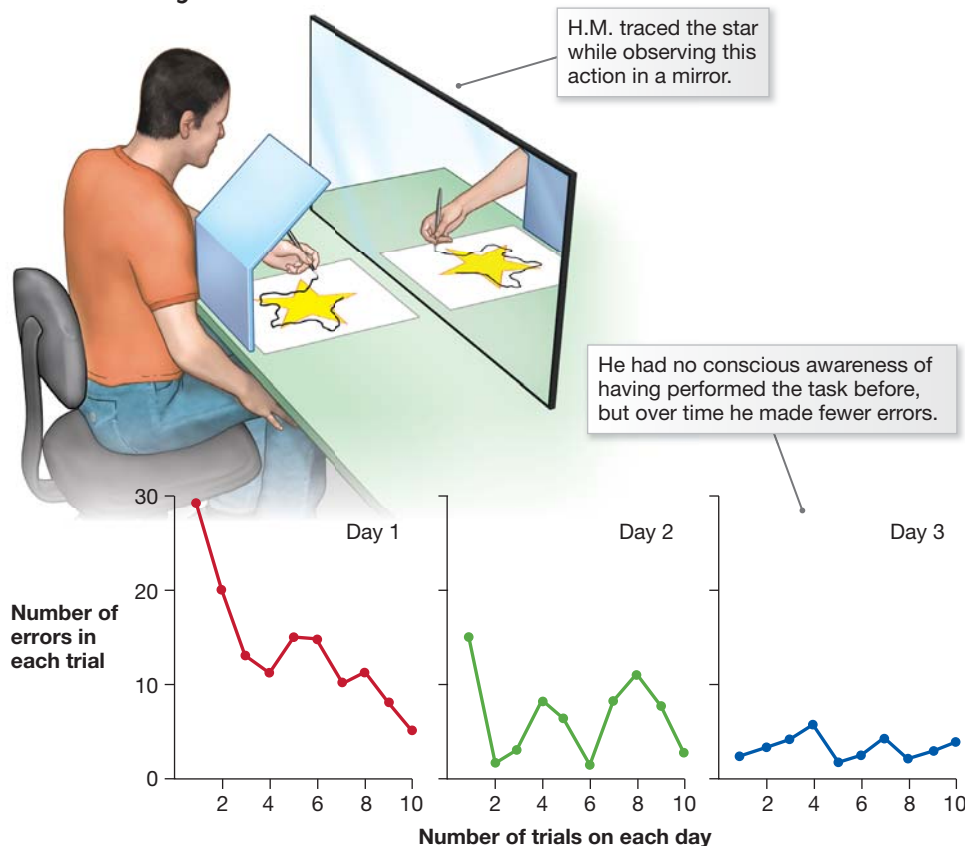 H.M. traced the star
while observing this
action in a mirror.
He had no conscious awareness of
having performed the task before,
but over time he made fewer errors.
Number of
errors in
each trial
30
20
10
0
Day 1
Day 2
Day 3
2 4 6 8 10
2 4 6 8 10
2 4 6 8 10
Number of trials on each day